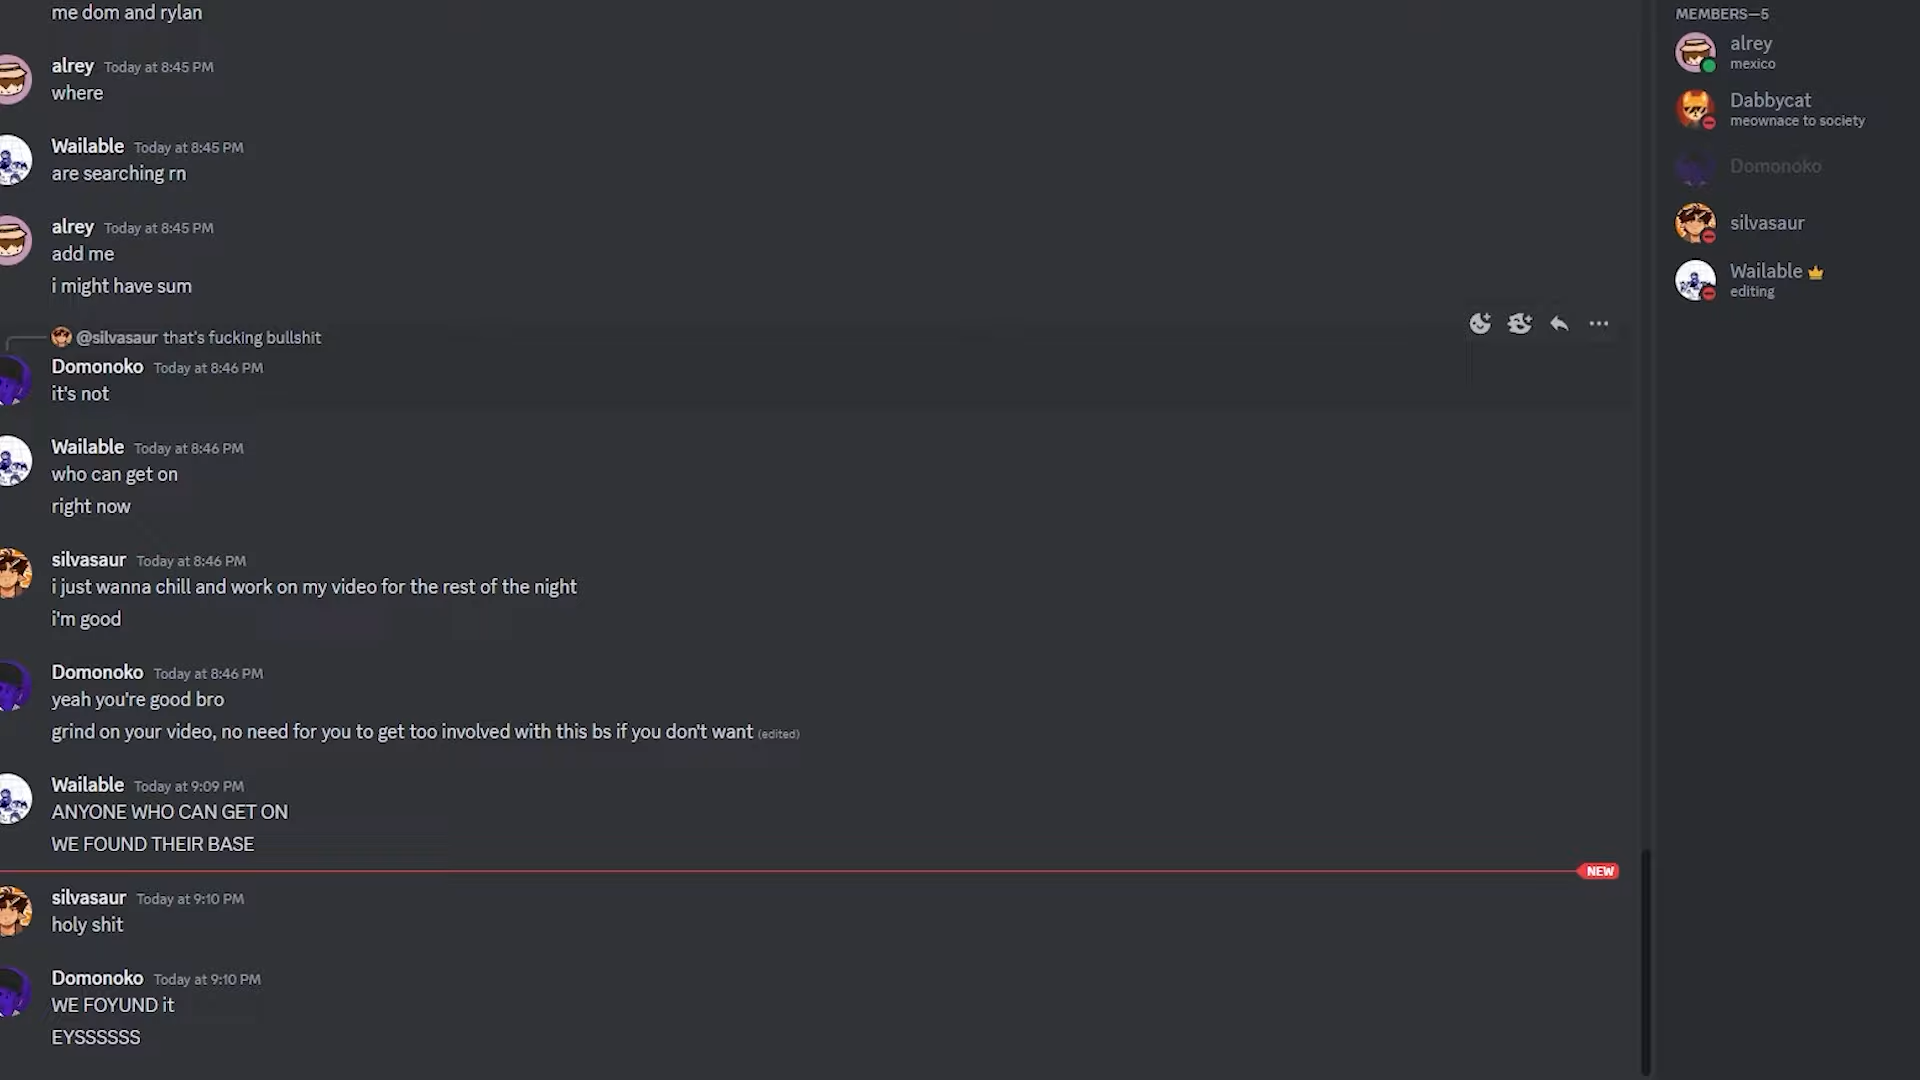 me dom and rylan
alrey Today at 8:45 PM
where
Wailable Today at 8:45 PM
are searching rn
alrey Today at 8:45 PM
add me
i might have sum
@silvasaur that's fucking bullshit
Domonoko Today at 8:46 PM
it's not
Wailable Today at 8:46 PM
who can get on
right now
silvasaur Today at 8:46 PM
i just wanna chill and work on my video for the rest of the night
i'm good
Domonoko Today at 8:46 PM
yeah you're good bro
grind on your video, no need for you to get too involved with this bs if you don't want (edited)
Wailable Today at 9:09 PM
ANYONE WHO CAN GET ON
WE FOUND THEIR BASE
NEW
silvasaur Today at 9:10 PM
holy shit
Domonoko Today at 9:10 PM
WE FOYUND it
EYSSSSSS
MEMBERS—5
alrey
mexico
Dabbycat
meownace to society
Domonoko
silvasaur
Wailable
editing